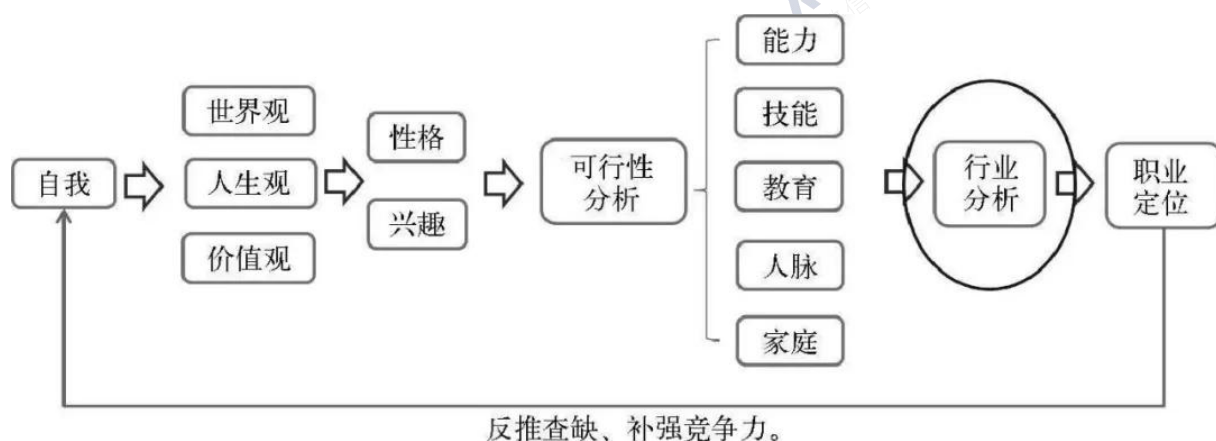 自我
世界观
人生观
价值观
性格
兴趣
可行性
分析
能力
技能
教育
人脉
家庭
行业
分析
职业
定位
反推查缺、补强竞争力。